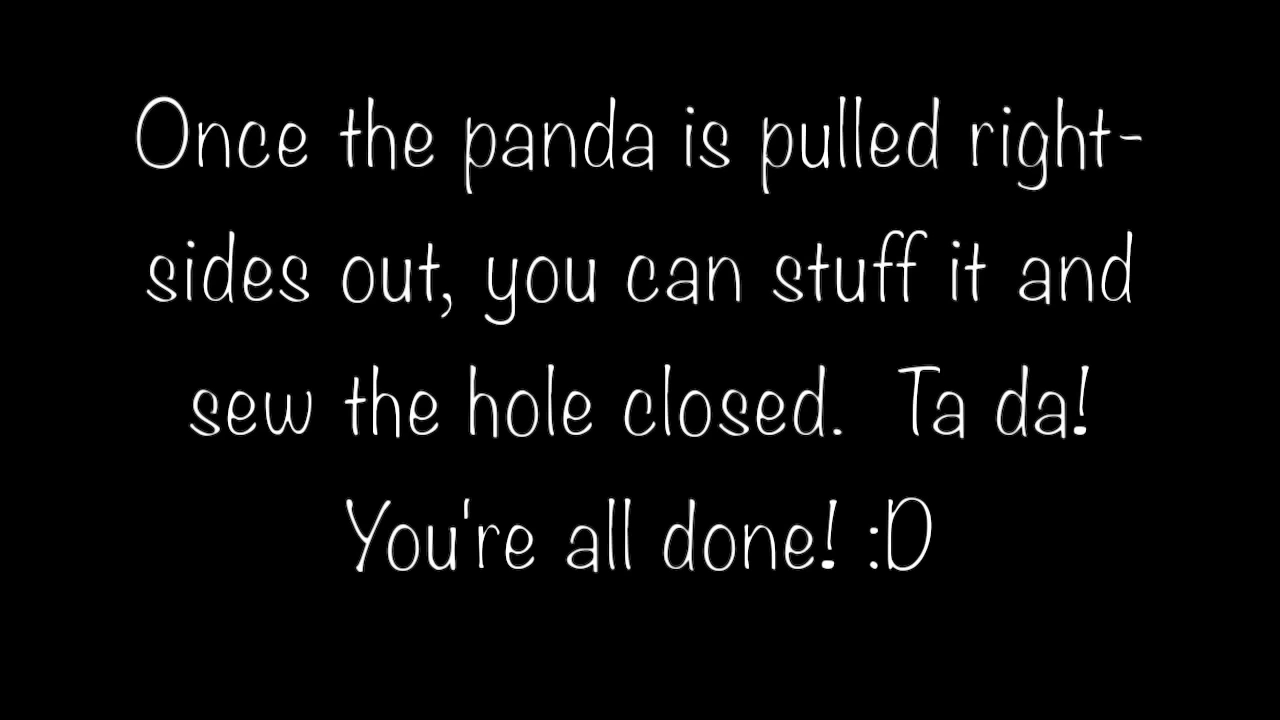 Once the panda is pulled right-
sides out, you can stuff it and
sew the hole closed.  Ta da!
You're all done! :D